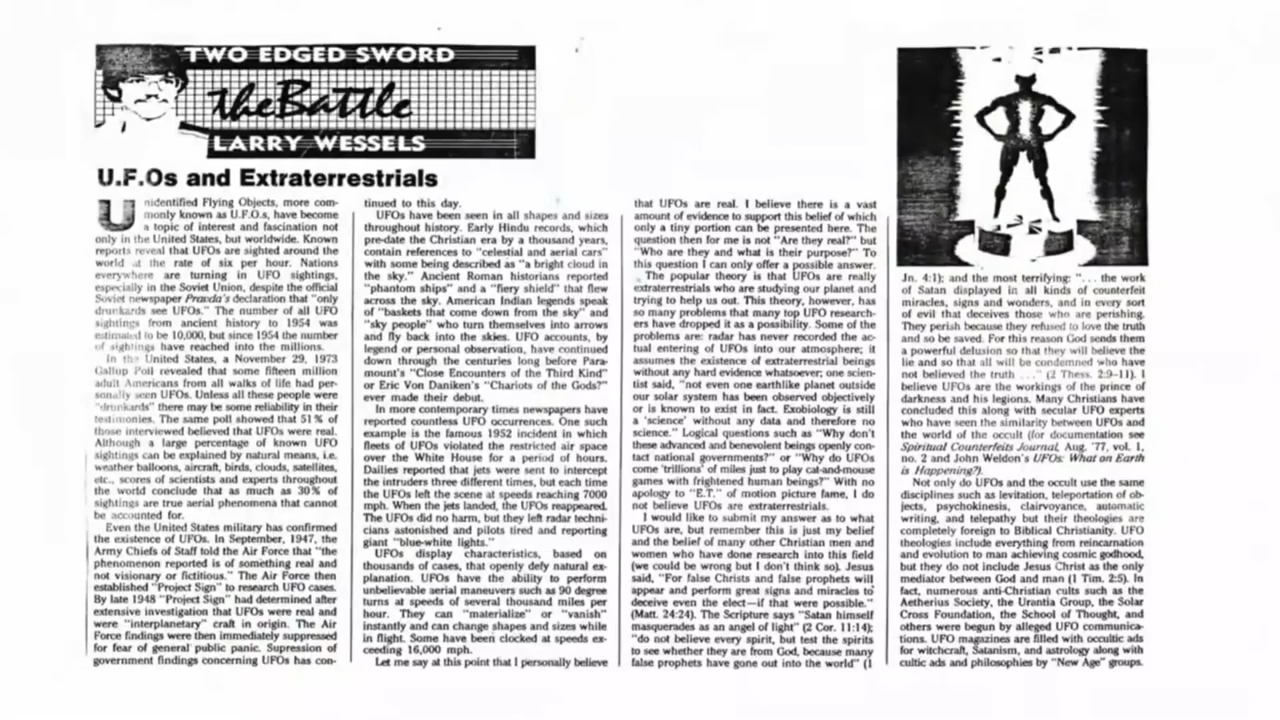 TWO EDGED SWORD
the Battle
LARRY WESSELS
U.F.Os and Extraterrestrials
Unidentified Flying Objects, more com-
monly known as U.F.O.s, have become
a topic of interest and fascination not
only in the United States, but worldwide. Known
reports reveal that UFOs are sighted around the
world at the rate of six per hour. Nations
everywhere are turning in UFO sightings,
especially in the Soviet Union, despite the official
Soviet newspaper Pravda's declaration that "only
drunkards see UFOs." The number of all UFO
sightings from ancient history to 1954 was
estimated to be 10,000, but since 1954 the number
of sightings have reached into the millions.
In the United States, a November 29, 1973
Gallup Poll revealed that some fifteen million
adult Americans from all walks of life had per-
sonally seen UFOs. Unless all these people were
"drunkards" there may be some reliability in their
testimonies. The same poll showed that 51% of
those interviewed believed that UFOs were real.
Although a large percentage of known UFO
sightings can be explained by natural means, i.e.
weather balloons, aircraft, birds, clouds, satellites,
etc., scores of scientists and experts throughout
the world conclude that as much as 30% of
sightings are true aerial phenomena that cannot
be accounted for.
Even the United States military has confirmed
the existence of UFOs. In September, 1947, the
Army Chiefs of Staff told the Air Force that "the
phenomenon reported is of something real and
not visionary or fictitious." The Air Force then
established "Project Sign" to research UFO cases.
By late 1948 "Project Sign" had determined after
extensive investigation that UFOs were real and
were "interplanetary" craft in origin. The Air
Force findings were then immediately suppressed
for fear of general public panic. Supression of
government findings concerning UFOs has con-
tinued to this day.
UFOs have been seen in all shapes and sizes
throughout history. Early Hindu records, which
pre-date the Christian era by a thousand years,
contain references to "celestial and aerial cars"
with some being described as "a bright cloud in
the sky." Ancient Roman historians reported
"phantom ships" and a "fiery shield" that flew
across the sky. American Indian legends speak
of "baskets that come down from the sky" and
"sky people" who turn themselves into arrows
and fly back into the skies. UFO accounts, by
legend or personal observation, have continued
down through the centuries long before Para-
mount's "Close Encounters of the Third Kind"
or Eric Von Daniken's "Chariots of the Gods?"
ever made their debut.
In more contemporary times newspapers have
reported countless UFO occurrences. One such
example is the famous 1952 incident in which
fleets of UFOs violated the restricted air space
over the White House for a period of hours.
Dailies reported that jets were sent to intercept
the intruders three different times, but each time
the UFOs left the scene at speeds reaching 7000
mph. When the jets landed, the UFOs reappeared.
The UFOs did no harm, but they left radar techni-
cians astonished and pilots tired and reporting
giant "blue-white lights."
UFOs display characteristics, based on
thousands of cases, that openly defy natural ex-
planation. UFOs have the ability to perform
unbelievable aerial maneuvers such as 90 degree
turns at speeds of several thousand miles per
hour. They can "materialize" or "vanish"
instantly and can change shapes and sizes while
in flight. Some have been clocked at speeds ex-
ceeding 16,000 mph.
Let me say at this point that I personally believe
that UFOs are real. I believe there is a vast
amount of evidence to support this belief of which
only a tiny portion can be presented here. The
question then for me is not "Are they real?" but
"Who are they and what is their purpose?" To
this question I can only offer a possible answer.
The popular theory is that UFOs are really
extraterrestrials who are studying our planet and
trying to help us out. This theory, however, has
so many problems that many top UFO research-
ers have dropped it as a possibility. Some of the
problems are: radar has never recorded the ac-
tual entering of UFOs into our atmosphere; it
assumes the existence of extraterrestrial beings
without any hard evidence whatsoever; one scien-
tist said, "not even one earthlike planet outside
our solar system has been observed objectively
or is known to exist in fact. Exobiology is still
a 'science' without any data and therefore no
science." Logical questions such as "Why don't
these advanced and benevolent beings openly con-
tact national governments?" or "Why do UFOs
come 'trillions' of miles just to play cat-and-mouse
games with frightened human beings?" With no
apology to "E.T." of motion picture fame, I do
not believe UFOs are extraterrestrials.
I would like to submit my answer as to what
UFOs are, but remember this is just my belief
and the belief of many other Christian men and
women who have done research into this field
(we could be wrong but I don't think so). Jesus
said, "For false Christs and false prophets will
appear and perform great signs and miracles to
deceive even the elect—if that were possible."
(Matt. 24:24). The Scripture says "Satan himself
masquerades as an angel of light" (2 Cor. 11:14);
"do not believe every spirit, but test the spirits
to see whether they are from God, because many
false prophets have gone out into the world" (1
Jn. 4:1); and the most terrifying: "... the work
of Satan displayed in all kinds of counterfeit
miracles, signs and wonders, and in every sort
of evil that deceives those who are perishing.
They perish because they refused to love the truth
and so be saved. For this reason God sends them
a powerful delusion so that they will believe the
lie and so that all will be condemned who have
not believed the truth ..." (2 Thess. 2:9–11). I
believe UFOs are the workings of the prince of
darkness and his legions. Many Christians have
concluded this along with secular UFO experts
who have seen the similarity between UFOs and
the world of the occult (for documentation see
Spiritual Counterfeits Journal, Aug. '77, vol. 1,
no. 2 and John Weldon's UFOs: What on Earth
is Happening?).
Not only do UFOs and the occult use the same
disciplines such as levitation, teleportation of ob-
jects, psychokinesis, clairvoyance, automatic
writing, and telepathy but their theologies are
completely foreign to Biblical Christianity. UFO
theologies include everything from reincarnation
and evolution to man achieving cosmic godhood,
but they do not include Jesus Christ as the only
mediator between God and man (1 Tim. 2:5). In
fact, numerous anti-Christian cults such as the
Aetherius Society, the Urantia Group, the Solar
Cross Foundation, the School of Thought, and
others were begun by alleged UFO communica-
tions. UFO magazines are filled with occultic ads
for witchcraft, Satanism, and astrology along with
cultic ads and philosophies by "New Age" groups.